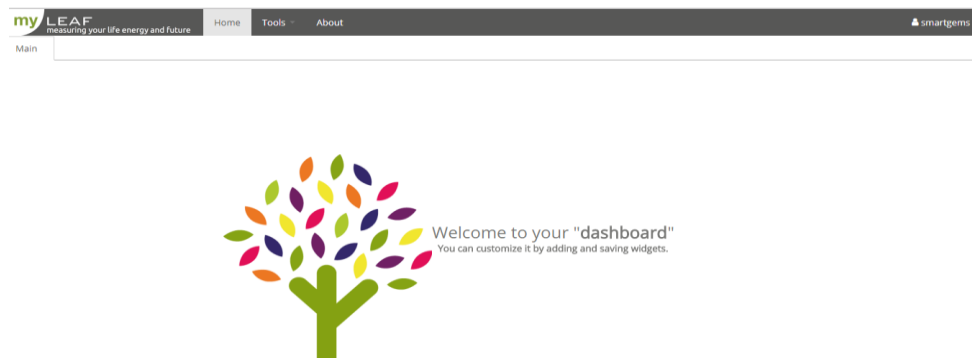 my LEAF
measuring your life energy and future
Home Tools About smartgems
Main
Welcome to your "dashboard"
You can customize it by adding and saving widgets.